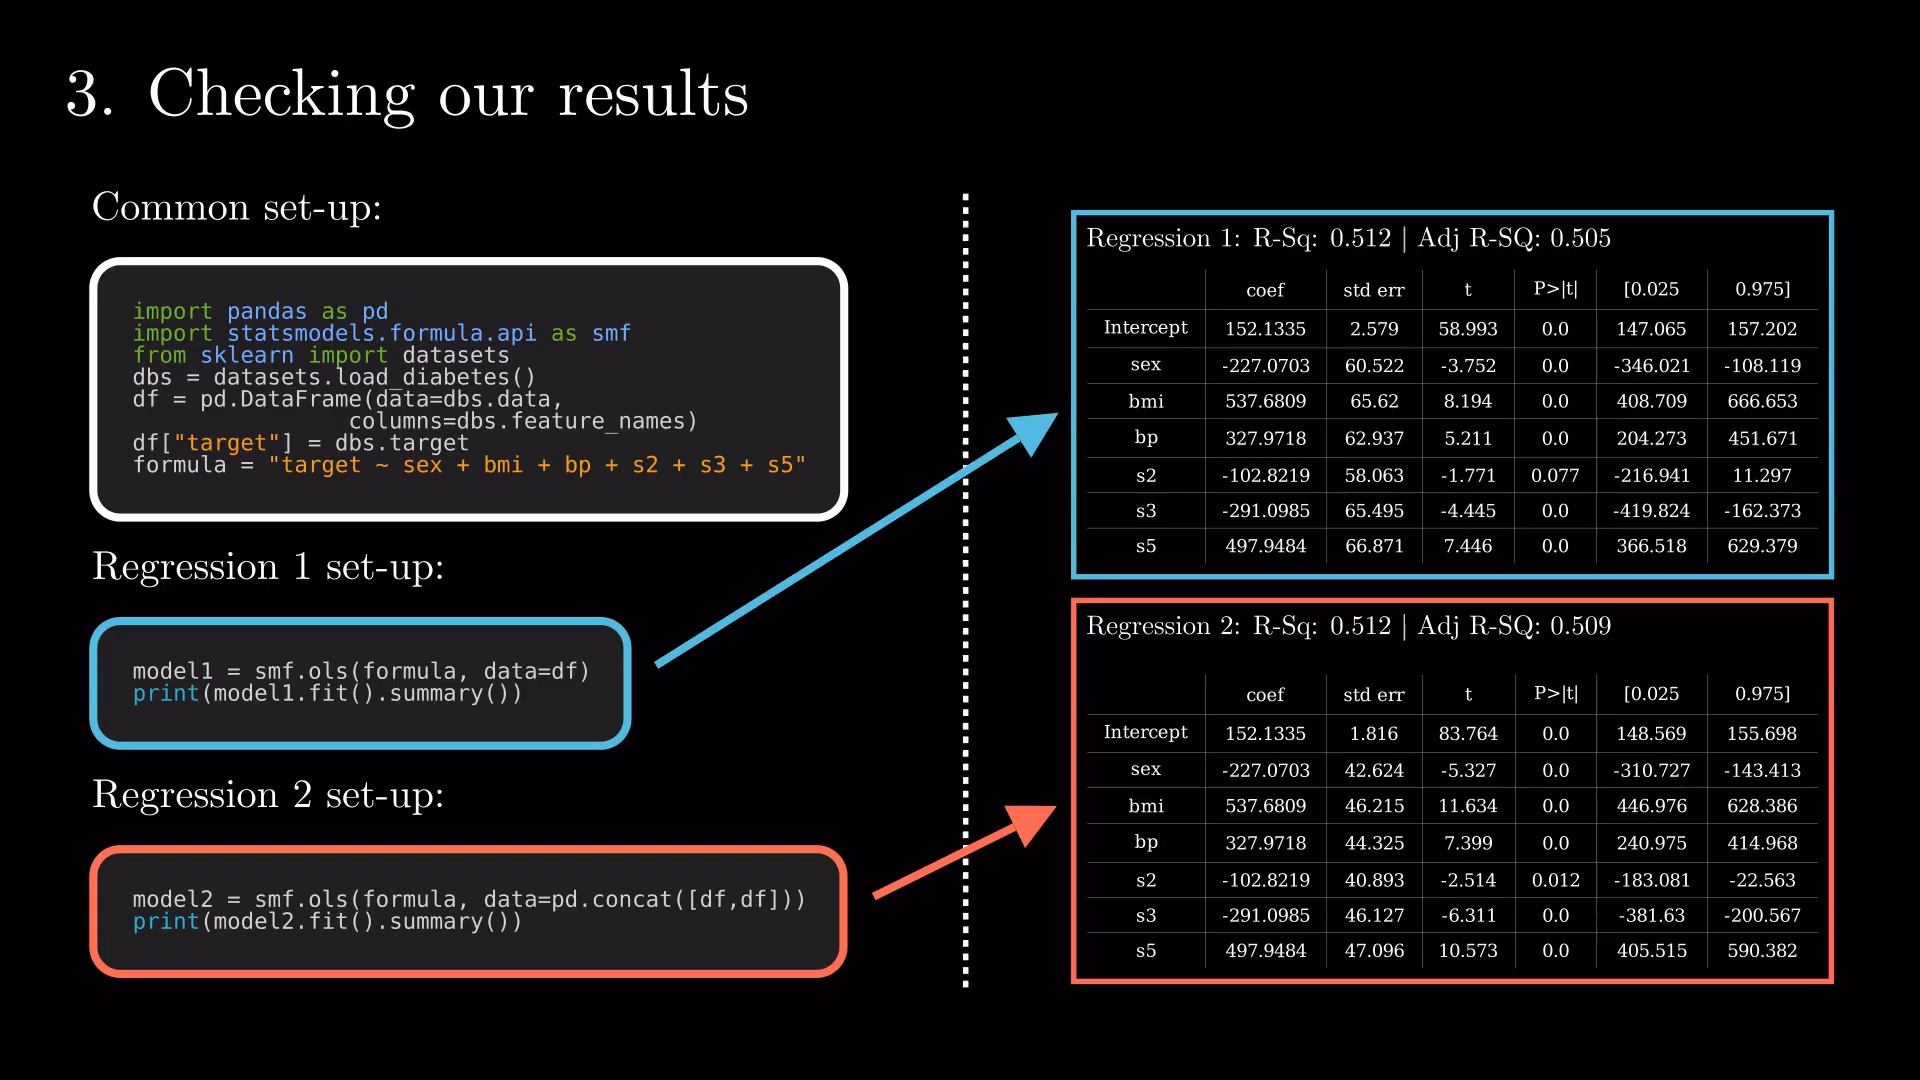 3. Checking our results
Common set-up:
import pandas as pd
import statsmodels.formula.api as smf
from sklearn import datasets
dbs = datasets.load_diabetes()
df = pd.DataFrame(data=dbs.data,
                columns=dbs.feature_names)
df["target"] = dbs.target
formula = "target ~ sex + bmi + bp + s2 + s3 + s5"
Regression 1 set-up:
model1 = smf.ols(formula, data=df)
print(model1.fit().summary())
Regression 2 set-up:
model2 = smf.ols(formula, data=pd.concat([df,df]))
print(model2.fit().summary())
Regression 1: R-Sq: 0.512 | Adj R-SQ: 0.505
coef std err t P>|t| [0.025 0.975]
Intercept 152.1335 2.579 58.993 0.0 147.065 157.202
sex -227.0703 60.522 -3.752 0.0 -346.021 -108.119
bmi 537.6809 65.62 8.194 0.0 408.709 666.653
bp 327.9718 62.937 5.211 0.0 204.273 451.671
s2 -102.8219 58.063 -1.771 0.077 -216.941 11.297
s3 -291.0985 65.495 -4.445 0.0 -419.824 -162.373
s5 497.9484 66.871 7.446 0.0 366.518 629.379
Regression 2: R-Sq: 0.512 | Adj R-SQ: 0.509
coef std err t P>|t| [0.025 0.975]
Intercept 152.1335 1.816 83.764 0.0 148.569 155.698
sex -227.0703 42.624 -5.327 0.0 -310.727 -143.413
bmi 537.6809 46.215 11.634 0.0 446.976 628.386
bp 327.9718 44.325 7.399 0.0 240.975 414.968
s2 -102.8219 40.893 -2.514 0.012 -183.081 -22.563
s3 -291.0985 46.127 -6.311 0.0 -381.63 -200.567
s5 497.9484 47.096 10.573 0.0 405.515 590.382